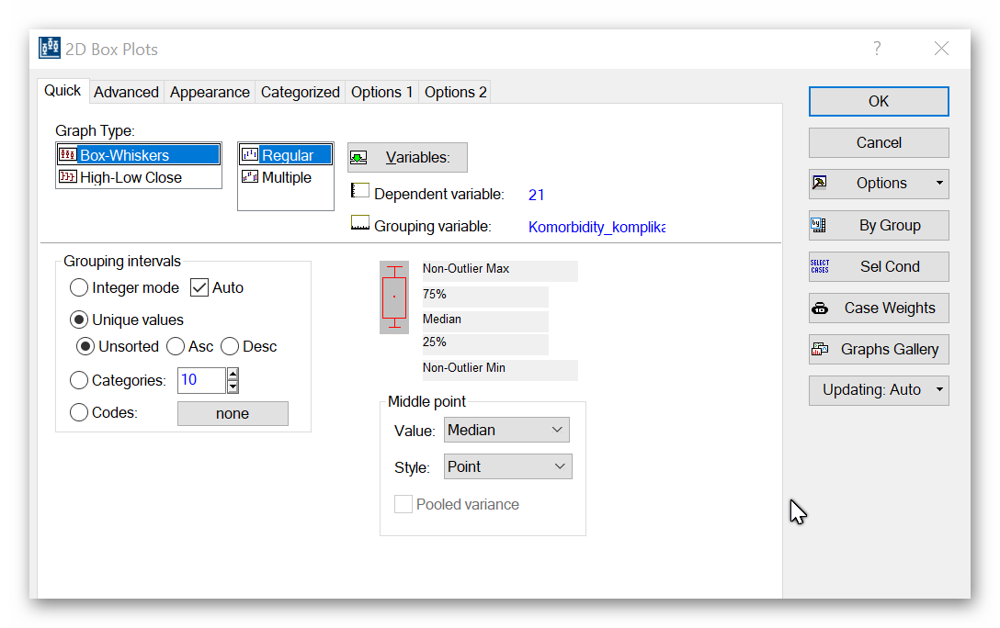 2D Box Plots
Quick Advanced Appearance Categorized Options 1 Options 2
Graph Type:
Box-Whiskers
High-Low Close
Regular
Multiple
Variables:
Dependent variable: 21
Grouping variable: Komorbidity_komplika
Grouping intervals
Integer mode Auto
Unique values
Unsorted Asc Desc
Categories: 10
Codes: none
Non-Outlier Max
75%
Median
25%
Non-Outlier Min
Middle point
Value: Median
Style: Point
Pooled variance
OK
Cancel
Options
By Group
SELECT
CASES
Sel Cond
Case Weights
Graphs Gallery
Updating: Auto